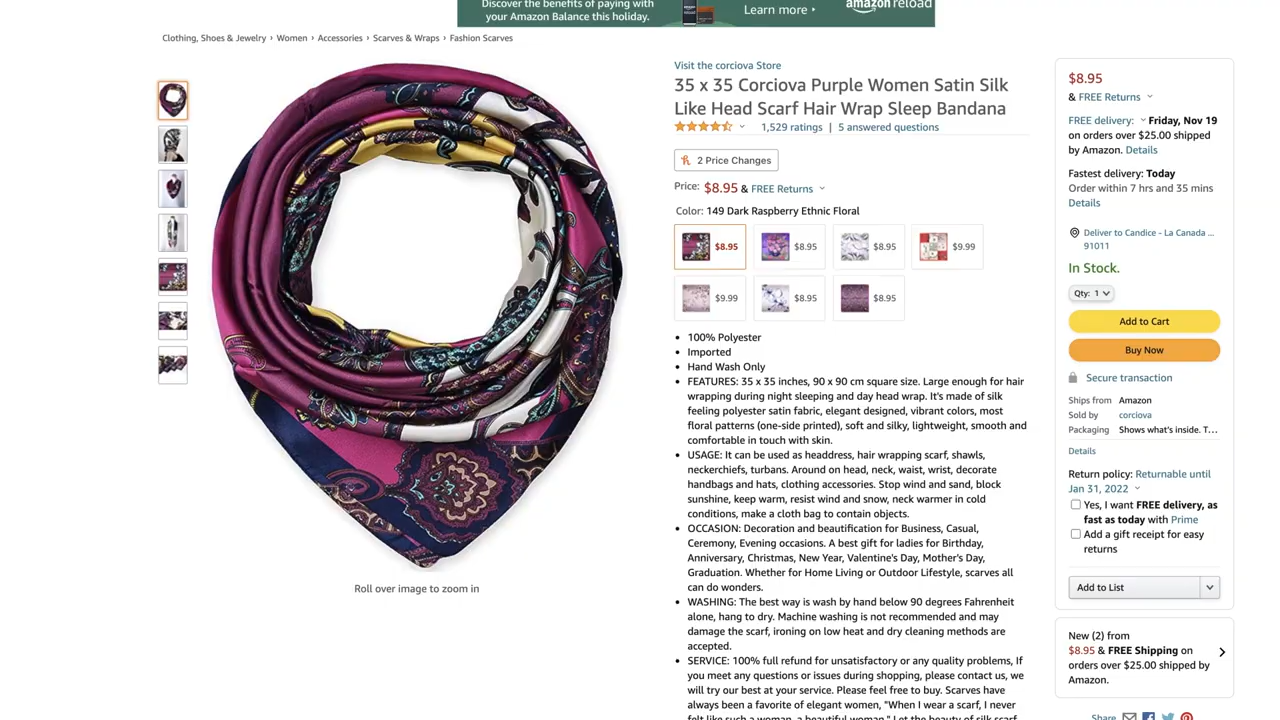 Discover the benefits of paying with
your Amazon Balance this holiday.
Learn more
amazon reload
Clothing, Shoes & Jewelry › Women › Accessories › Scarves & Wraps › Fashion Scarves
Visit the corciova Store
35 x 35 Corciova Purple Women Satin Silk
Like Head Scarf Hair Wrap Sleep Bandana
1,529 ratings | 5 answered questions
2 Price Changes
Price: $8.95 & FREE Returns
Color: 149 Dark Raspberry Ethnic Floral
$8.95 $8.95 $8.95 $9.99
$9.99 $8.95 $8.95
• 100% Polyester
• Imported
• Hand Wash Only
• FEATURES: 35 x 35 inches, 90 x 90 cm square size. Large enough for hair
wrapping during night sleeping and day head wrap. It's made of silk
feeling polyester satin fabric, elegant designed, vibrant colors, most
floral patterns (one-side printed), soft and silky, lightweight, smooth and
comfortable in touch with skin.
• USAGE: It can be used as headdress, hair wrapping scarf, shawls,
neckerchiefs, turbans. Around on head, neck, waist, wrist, decorate
handbags and hats, clothing accessories. Stop wind and sand, block
sunshine, keep warm, resist wind and snow, neck warmer in cold
conditions, make a cloth bag to contain objects.
• OCCASION: Decoration and beautification for Business, Casual,
Ceremony, Evening occasions. A best gift for ladies for Birthday,
Anniversary, Christmas, New Year, Valentine's Day, Mother's Day,
Graduation. Whether for Home Living or Outdoor Lifestyle, scarves all
can do wonders.
• WASHING: The best way is wash by hand below 90 degrees Fahrenheit
alone, hang to dry. Machine washing is not recommended and may
damage the scarf, ironing on low heat and dry cleaning methods are
accepted.
• SERVICE: 100% full refund for unsatisfactory or any quality problems, If
you meet any questions or issues during shopping, please contact us, we
will try our best at your service. Please feel free to buy. Scarves have
always been a favorite of elegant women, "When I wear a scarf, I never
felt like such a woman, a beautiful woman." Let the beauty of silk scarf
Roll over image to zoom in
$8.95
& FREE Returns
FREE delivery: Friday, Nov 19
on orders over $25.00 shipped
by Amazon. Details
Fastest delivery: Today
Order within 7 hrs and 35 mins
Details
Deliver to Candice - La Canada ...
91011
In Stock.
Qty: 1
Add to Cart
Buy Now
Secure transaction
Ships from Amazon
Sold by corciova
Packaging Shows what's inside. T...
Details
Return policy: Returnable until
Jan 31, 2022
Yes, I want FREE delivery, as
fast as today with Prime
Add a gift receipt for easy
returns
Add to List
New (2) from
$8.95 & FREE Shipping on
orders over $25.00 shipped by
Amazon.
Share